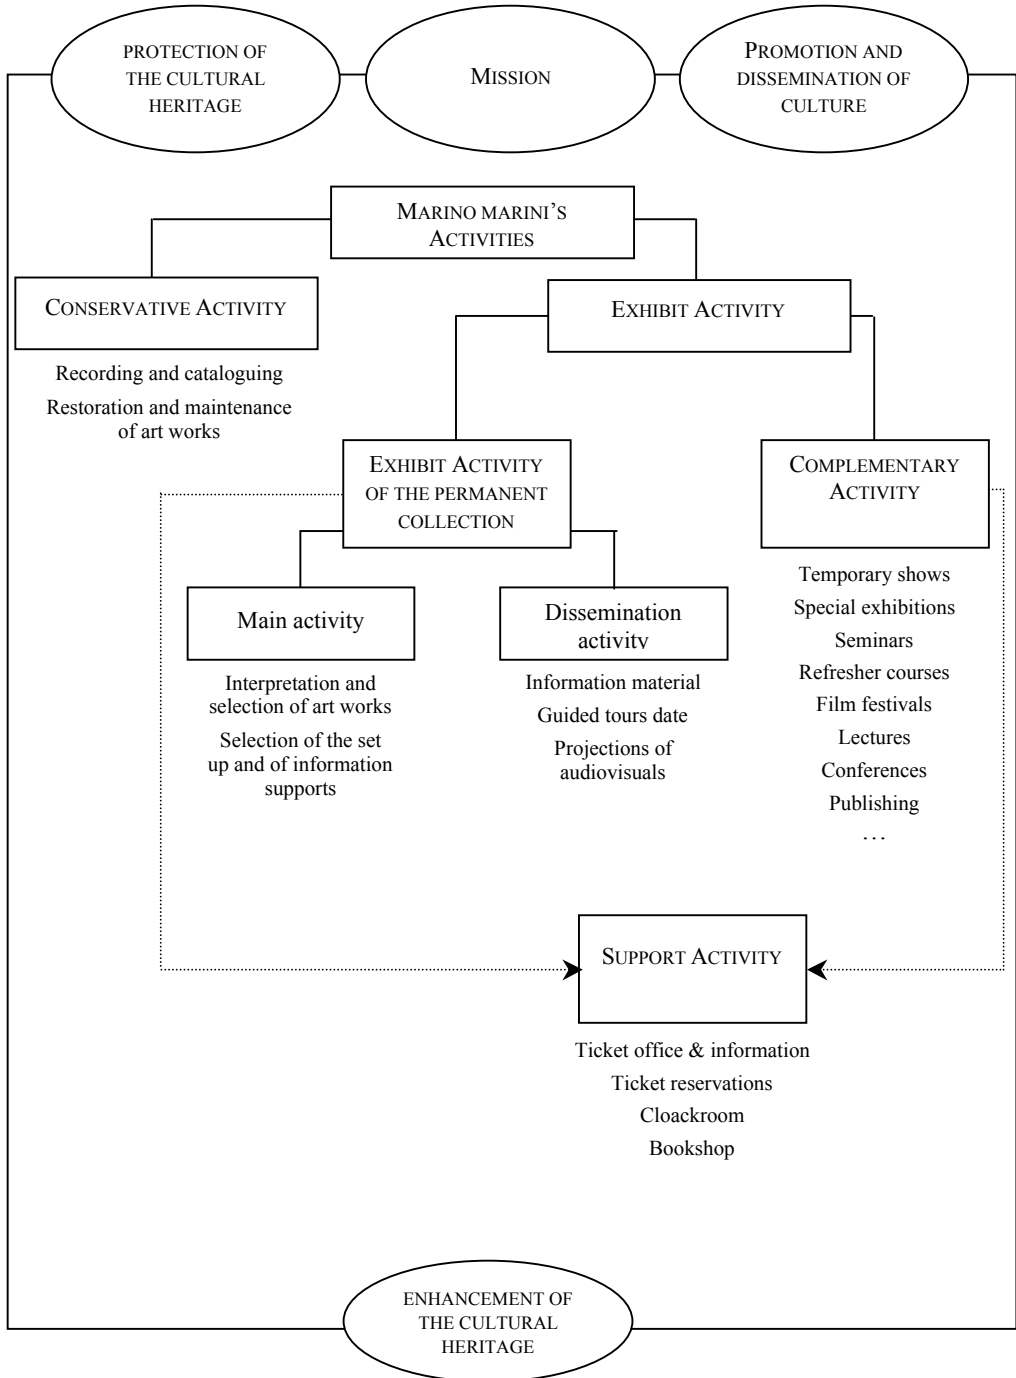 PROTECTION OF
THE CULTURAL
HERITAGE
MISSION
PROMOTION AND
DISSEMINATION OF
CULTURE
MARINO MARINI’S
ACTIVITIES
CONSERVATIVE ACTIVITY
Recording and cataloguing
Restoration and maintenance
of art works
EXHIBIT ACTIVITY
EXHIBIT ACTIVITY
OF THE PERMANENT
COLLECTION
COMPLEMENTARY
ACTIVITY
Main activity
Interpretation and
selection of art works
Selection of the set
up and of information
supports
Dissemination
activity
Information material
Guided tours date
Projections of
audiovisuals
Temporary shows
Special exhibitions
Seminars
Refresher courses
Film festivals
Lectures
Conferences
Publishing
…
SUPPORT ACTIVITY
Ticket office & information
Ticket reservations
Cloackroom
Bookshop
ENHANCEMENT OF
THE CULTURAL
HERITAGE